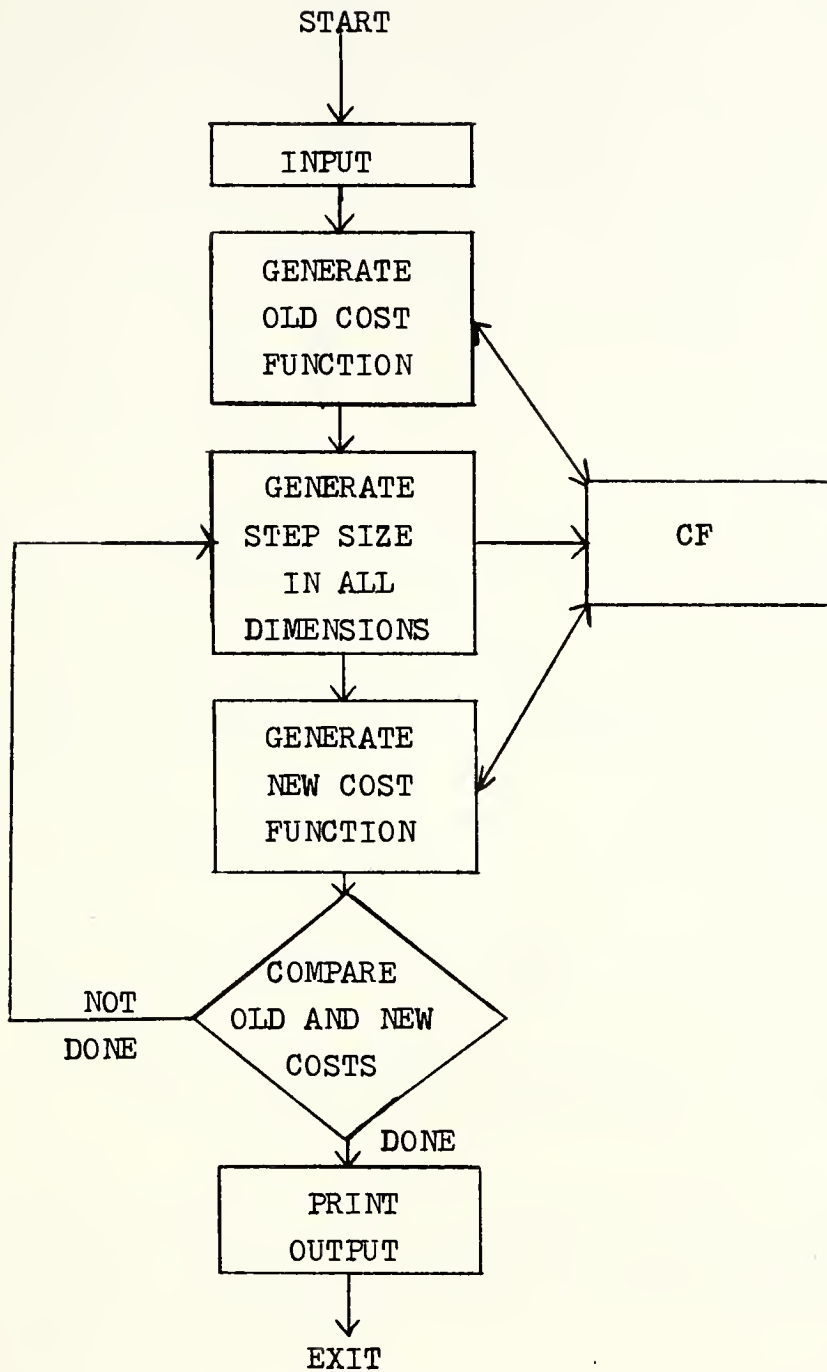 START
INPUT
GENERATE
OLD COST
FUNCTION
GENERATE
STEP SIZE
IN ALL
DIMENSIONS
CF
GENERATE
NEW COST
FUNCTION
COMPARE
OLD AND NEW
COSTS
NOT
DONE
DONE
PRINT
OUTPUT
EXIT